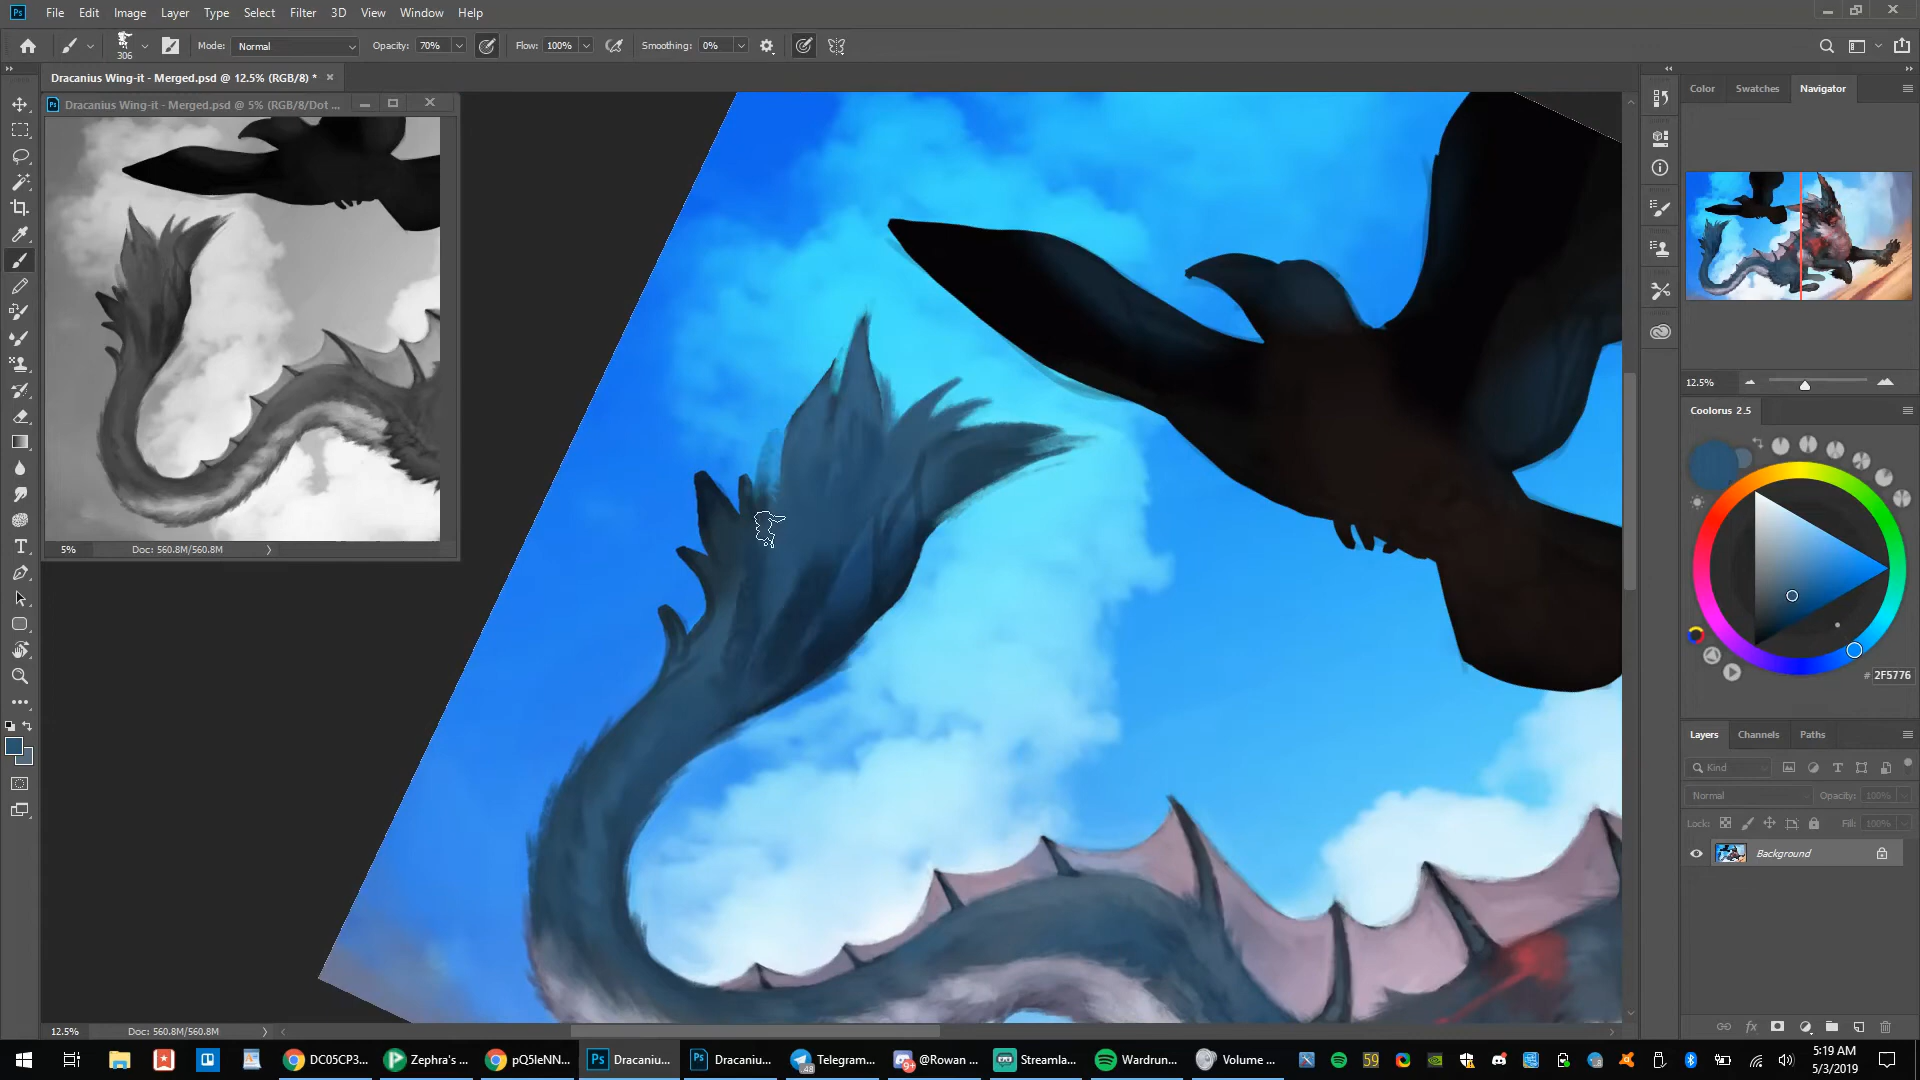 Ps File Edit Image Layer Type Select Filter 3D View Window Help
306 Mode: Normal Opacity: 70% Flow: 100% Smoothing: 0%
Dracanius Wing-it - Merged.psd @ 12.5% (RGB/8) *
Dracanius Wing-it - Merged.psd @ 5% (RGB/8/Dot ...
5% Doc: 560.8M/560.8M
Color Swatches Navigator
12.5%
Coloorus 2.5
# 2F5776
Layers Channels Paths
Kind
Normal Opacity: 100%
Lock: Fill: 100%
Background
12.5% Doc: 560.8M/560.8M
DC05CP3... Zephra's ... pQ5IeNN... Dracaniu... Dracaniu... Telegram... @Rowan ... Streamla... Wardrun... Volume ...
.48 9+ 59
5:19 AM
5/3/2019